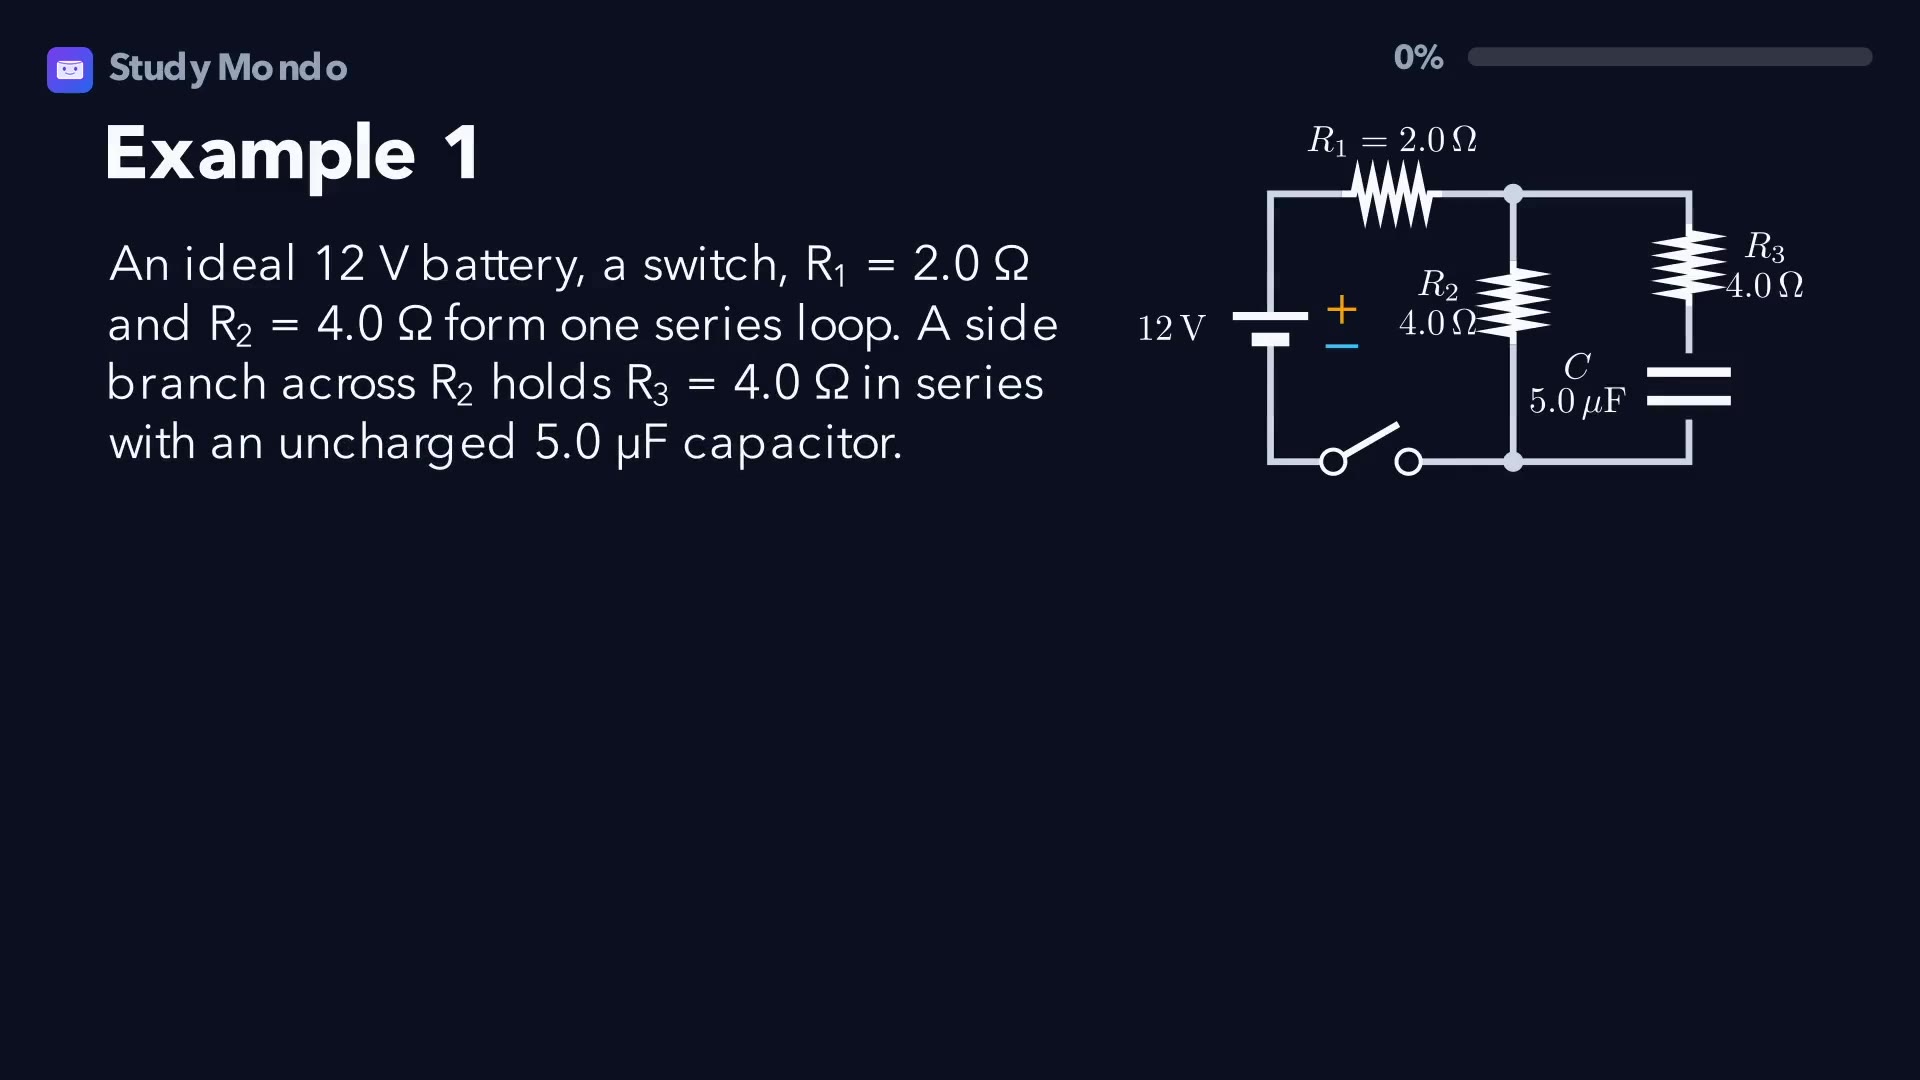 Study Mondo
0%
Example 1
An ideal 12 V battery, a switch, R₁ = 2.0 Ω
and R₂ = 4.0 Ω form one series loop. A side
branch across R₂ holds R₃ = 4.0 Ω in series
with an uncharged 5.0 μF capacitor.
R₁ = 2.0 Ω
12 V
+
−
R₂
4.0 Ω
R₃
4.0 Ω
C
5.0 μF